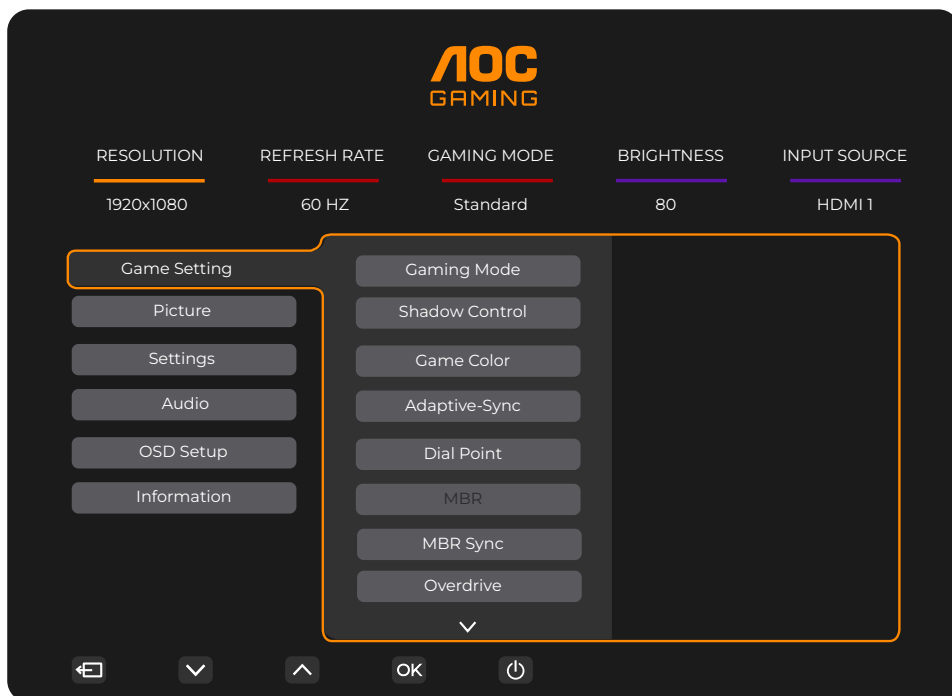 AOC
GAMING
RESOLUTION REFRESH RATE GAMING MODE BRIGHTNESS INPUT SOURCE
1920x1080 60 HZ Standard 80 HDMI 1
Game Setting
Picture
Settings
Audio
OSD Setup
Information
Gaming Mode
Shadow Control
Game Color
Adaptive-Sync
Dial Point
MBR
MBR Sync
Overdrive
OK